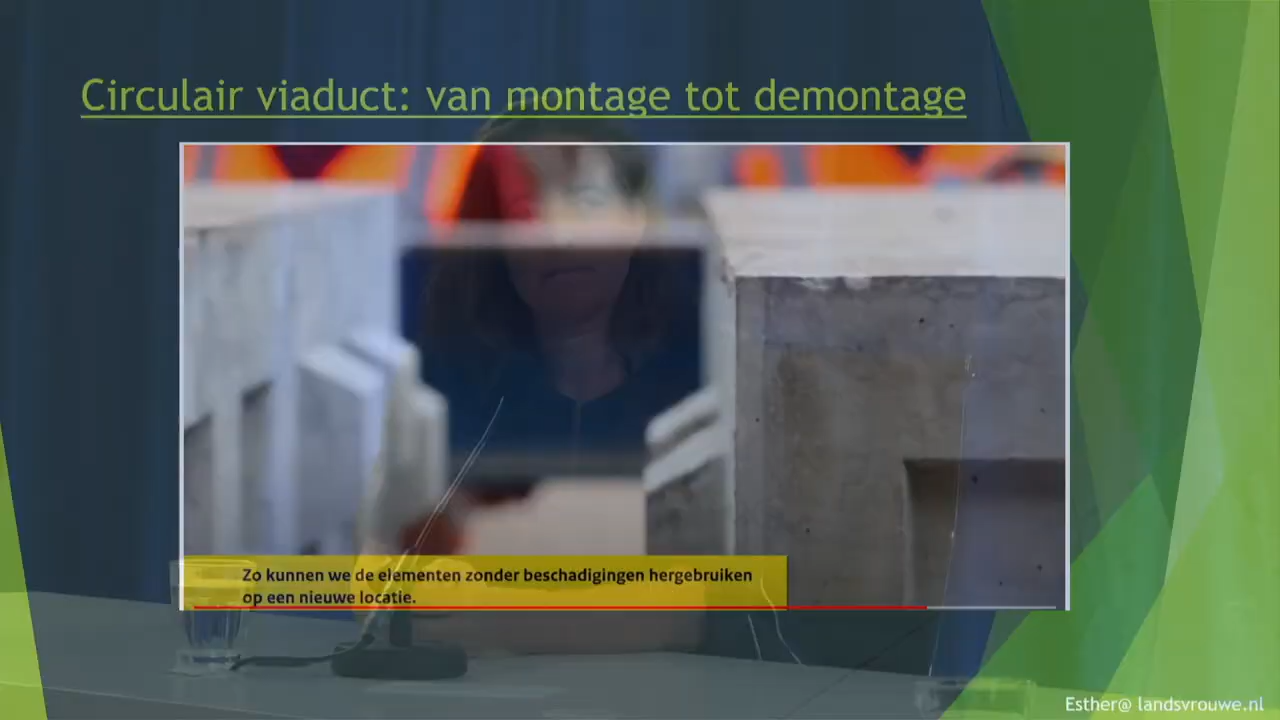 Circulair viaduct: van montage tot demontage
Zo kunnen we de elementen zonder beschadigingen hergebruiken
op een nieuwe locatie.
Esther@ landsvrouwe.nl